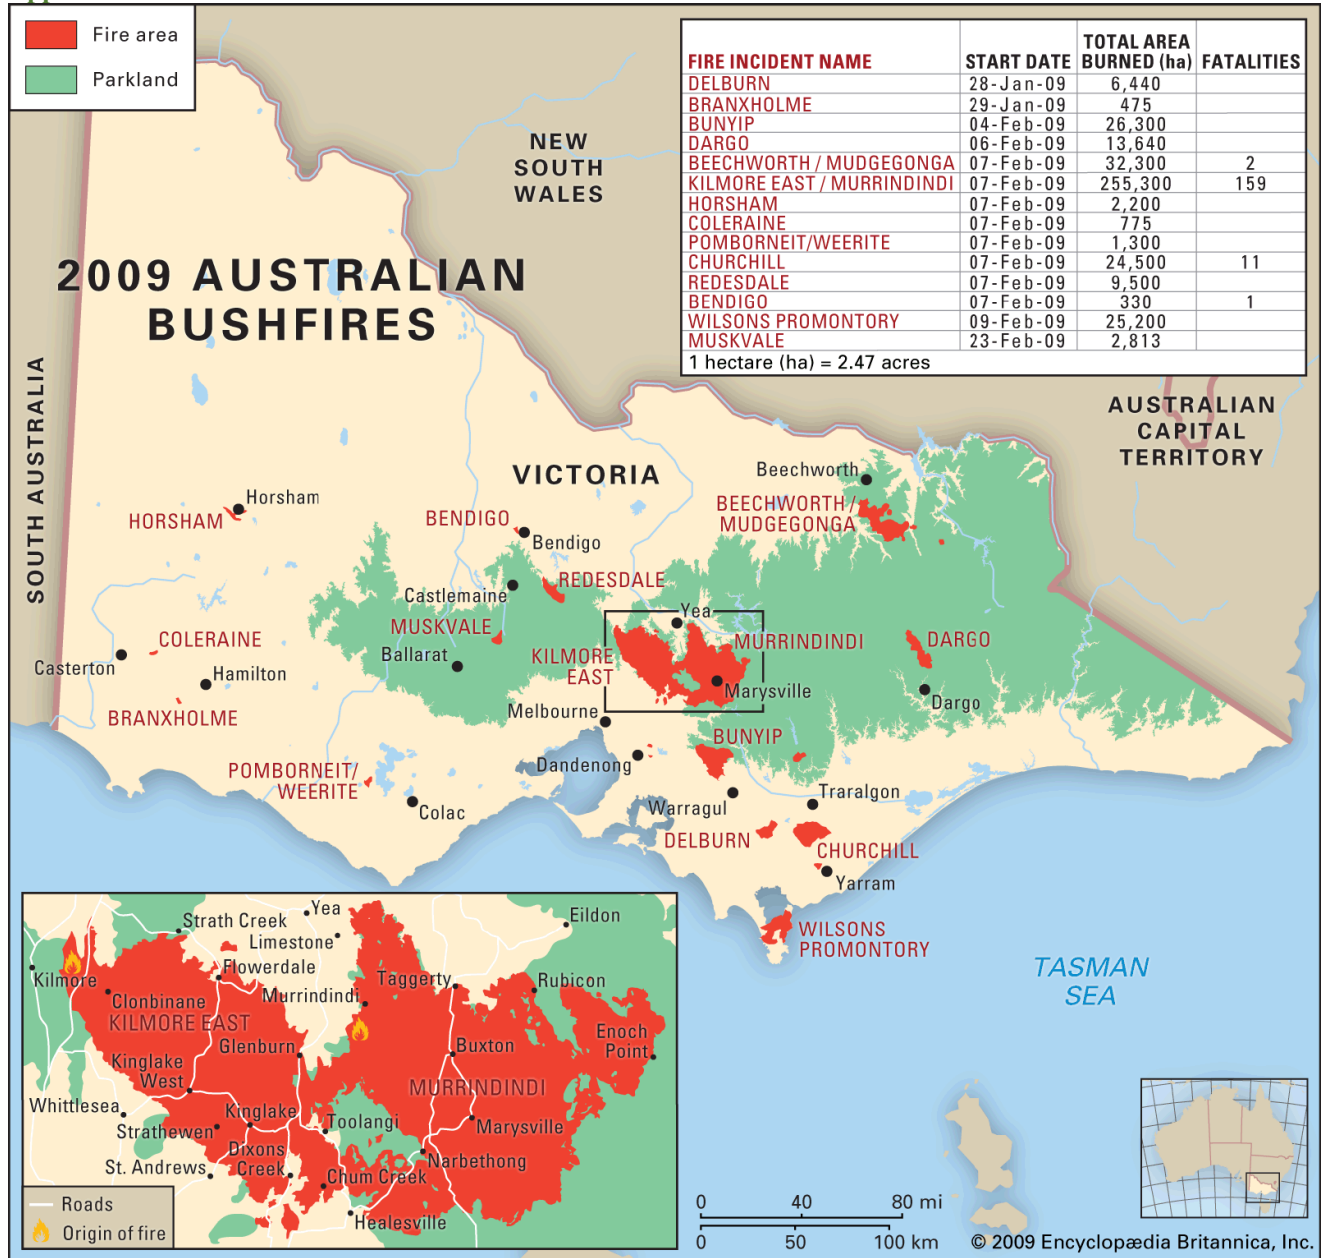 Fire area
Parkland
FIRE INCIDENT NAME START DATE TOTAL AREA BURNED (ha) FATALITIES
DELBURN 28-Jan-09 6,440
BRANXHOLME 29-Jan-09 475
BUNYIP 04-Feb-09 26,300
DARGO 06-Feb-09 13,640
BEECHWORTH / MUDGEGONGA 07-Feb-09 32,300 2
KILMORE EAST / MURRINDINDI 07-Feb-09 255,300 159
HORSHAM 07-Feb-09 2,200
COLERAINE 07-Feb-09 775
POMBORNEIT/WEERITE 07-Feb-09 1,300
CHURCHILL 07-Feb-09 24,500 11
REDESDALE 07-Feb-09 9,500
BENDIGO 07-Feb-09 330 1
WILSONS PROMONTORY 09-Feb-09 25,200
MUSKVALE 23-Feb-09 2,813
1 hectare (ha) = 2.47 acres
NEW
SOUTH
WALES
2009 AUSTRALIAN
BUSHFIRES
SOUTH AUSTRALIA
AUSTRALIAN
CAPITAL
TERRITORY
VICTORIA
Beechworth
BEECHWORTH /
MUDGEGONGA
Horsham
HORSHAM
BENDIGO
Bendigo
REDESDALE
Castlemaine
Yea
MUSKVALE
MURRINDINDI
COLERAINE
DARGO
Ballarat
KILMORE
EAST
Casterton
Hamilton
Marysville
Dargo
BRANXHOLME
Melbourne
BUNYIP
POMBORNEIT/
WEERITE
Dandenong
Colac
Warragul
Traralgon
DELBURN
CHURCHILL
Yarram
WILSONS
PROMONTORY
TASMAN
SEA
Yea
Strath Creek
Eildon
Limestone
Flowerdale
Kilmore
Taggerty
Rubicon
Clonbinane
Murrindindi
KILMORE EAST
Enoch
Point
Glenburn
Buxton
Kinglake
West
MURRINDINDI
Whittlesea
Kinglake
Toolangi
Marysville
Strathewen
Dixons
Creek
Narbethong
St. Andrews
Chum Creek
Healesville
Roads
Origin of fire
0 40 80 mi
0 50 100 km
© 2009 Encyclopædia Britannica, Inc.